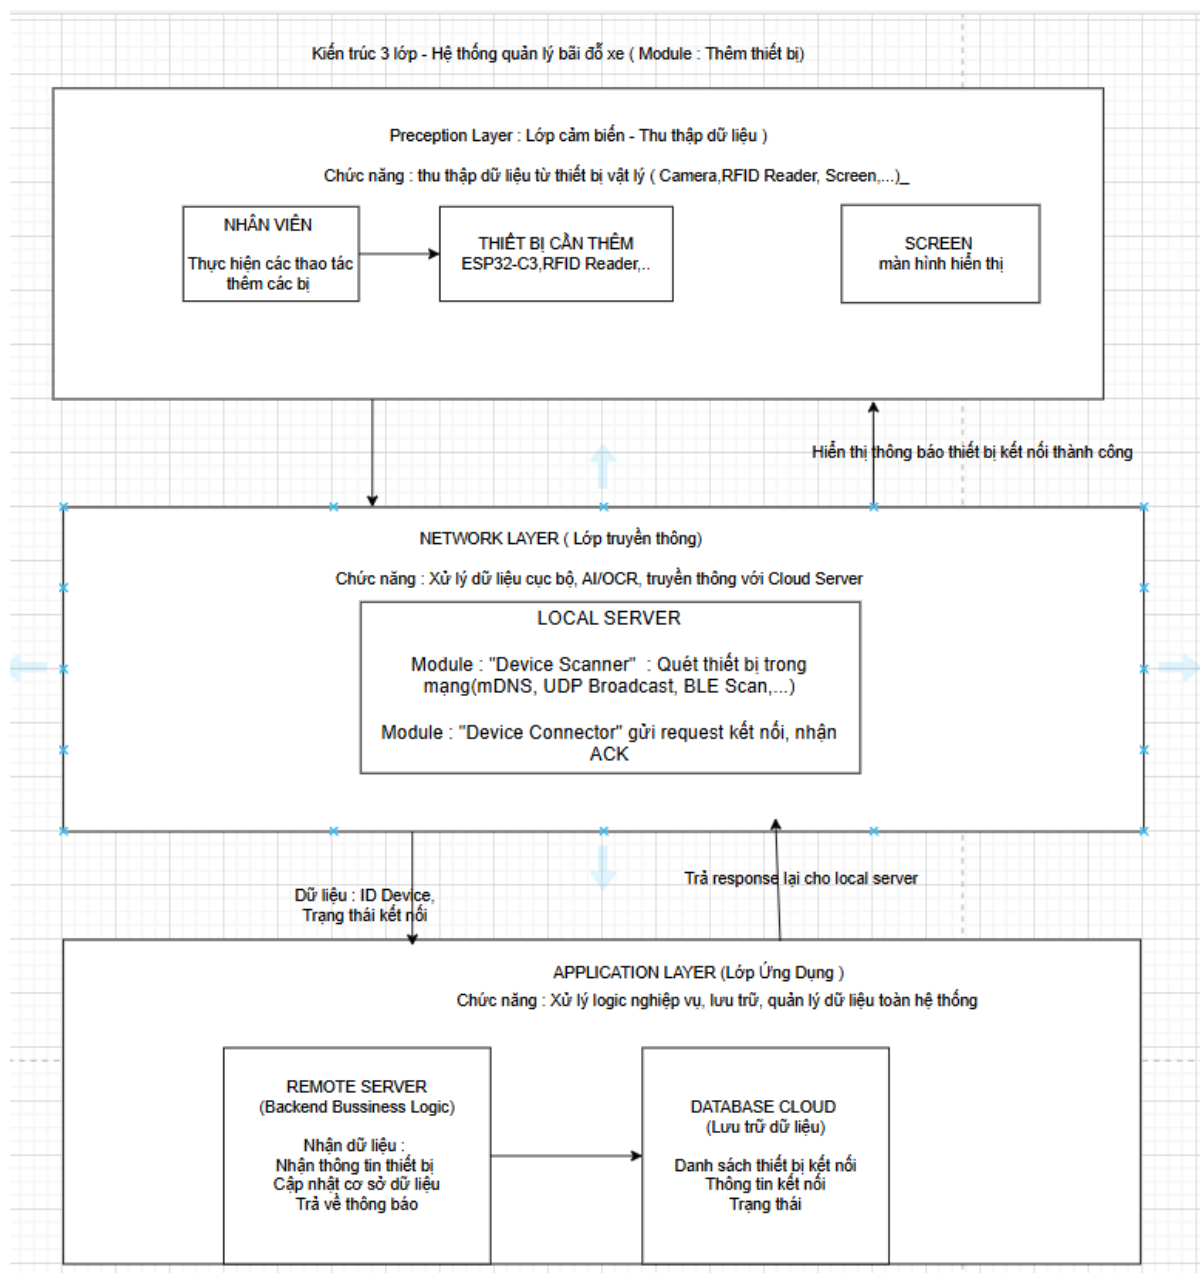 Kiến trúc 3 lớp - Hệ thống quản lý bãi đỗ xe ( Module : Thêm thiết bị)
Preception Layer : Lớp cảm biến - Thu thập dữ liệu )
Chức năng : thu thập dữ liệu từ thiết bị vật lý ( Camera,RFID Reader, Screen,...)_
NHÂN VIÊN
Thực hiện các thao tác
thêm các bị
THIẾT BỊ CẦN THÊM
ESP32-C3,RFID Reader,..
SCREEN
màn hình hiển thị
Hiển thị thông báo thiết bị kết nối thành công
NETWORK LAYER ( Lớp truyền thông)
Chức năng : Xử lý dữ liệu cục bộ, AI/OCR, truyền thông với Cloud Server
LOCAL SERVER
Module : "Device Scanner"  : Quét thiết bị trong
mạng(mDNS, UDP Broadcast, BLE Scan,...)
Module : "Device Connector" gửi request kết nối, nhận
ACK
Dữ liệu : ID Device,
Trạng thái kết nối
Trả response lại cho local server
APPLICATION LAYER (Lớp Ứng Dụng )
Chức năng : Xử lý logic nghiệp vụ, lưu trữ, quản lý dữ liệu toàn hệ thống
REMOTE SERVER
(Backend Bussiness Logic)
Nhận dữ liệu :
Nhận thông tin thiết bị
Cập nhật cơ sở dữ liệu
Trả về thông báo
DATABASE CLOUD
(Lưu trữ dữ liệu)
Danh sách thiết bị kết nối
Thông tin kết nối
Trạng thái